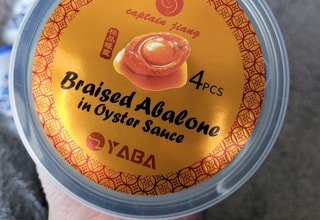 captain jiang
4PCS
Braised Abalone
in Oyster Sauce
YABA